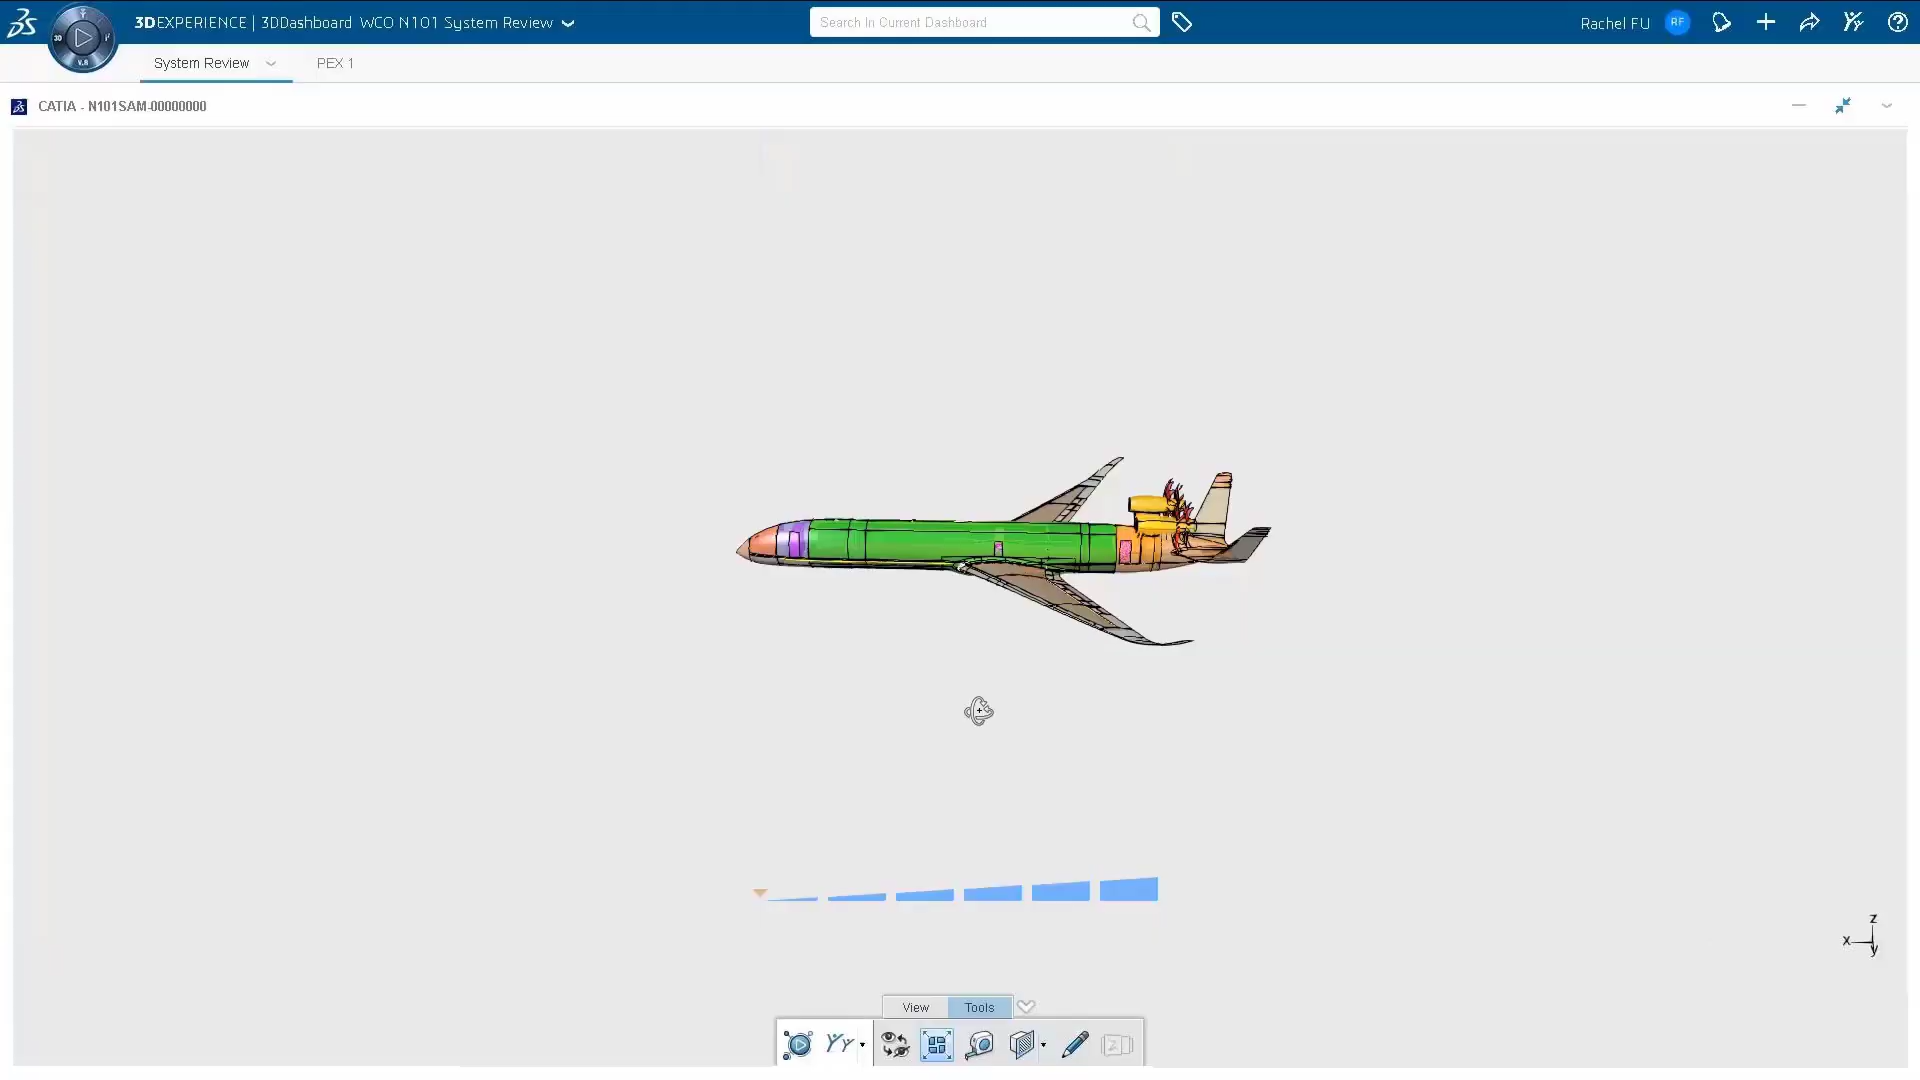 3DEXPERIENCE | 3DDashboard WCO N101 System Review
Search In Current Dashboard
Rachel FU
RF
3D
V.R
System Review
PEX 1
CATIA - N101SAM-00000000
z
x
y
View
Tools